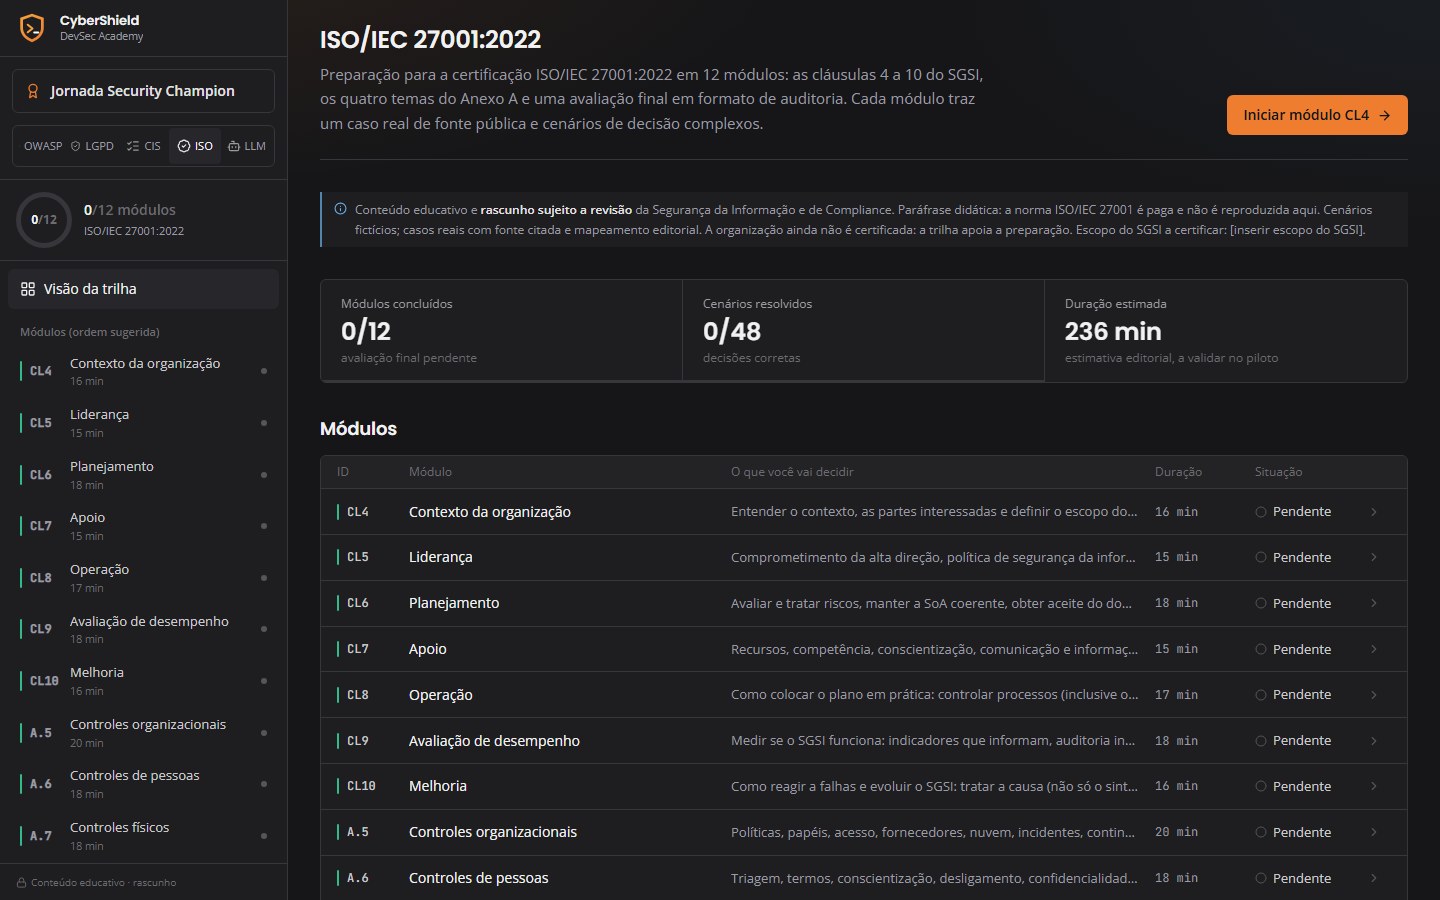 CyberShield
DevSec Academy
Jornada Security Champion
OWASP LGPD CIS ISO LLM
0/12
0/12 módulos
ISO/IEC 27001:2022
Visão da trilha
Módulos (ordem sugerida)
CL4 Contexto da organização
16 min
CL5 Liderança
15 min
CL6 Planejamento
18 min
CL7 Apoio
15 min
CL8 Operação
17 min
CL9 Avaliação de desempenho
18 min
CL10 Melhoria
16 min
A.5 Controles organizacionais
20 min
A.6 Controles de pessoas
18 min
A.7 Controles físicos
18 min
Conteúdo educativo · rascunho
ISO/IEC 27001:2022
Preparação para a certificação ISO/IEC 27001:2022 em 12 módulos: as cláusulas 4 a 10 do SGSI,
os quatro temas do Anexo A e uma avaliação final em formato de auditoria. Cada módulo traz
um caso real de fonte pública e cenários de decisão complexos.
Iniciar módulo CL4 →
Conteúdo educativo e rascunho sujeito a revisão da Segurança da Informação e de Compliance. Paráfrase didática: a norma ISO/IEC 27001 é paga e não é reproduzida aqui. Cenários
fictícios; casos reais com fonte citada e mapeamento editorial. A organização ainda não é certificada: a trilha apoia a preparação. Escopo do SGSI a certificar: [inserir escopo do SGSI].
Módulos concluídos
0/12
avaliação final pendente
Cenários resolvidos
0/48
decisões corretas
Duração estimada
236 min
estimativa editorial, a validar no piloto
Módulos
ID Módulo O que você vai decidir Duração Situação
CL4 Contexto da organização Entender o contexto, as partes interessadas e definir o escopo do... 16 min Pendente
CL5 Liderança Comprometimento da alta direção, política de segurança da infor... 15 min Pendente
CL6 Planejamento Avaliar e tratar riscos, manter a SoA coerente, obter aceite do do... 18 min Pendente
CL7 Apoio Recursos, competência, conscientização, comunicação e informaç... 15 min Pendente
CL8 Operação Como colocar o plano em prática: controlar processos (inclusive o... 17 min Pendente
CL9 Avaliação de desempenho Medir se o SGSI funciona: indicadores que informam, auditoria in... 18 min Pendente
CL10 Melhoria Como reagir a falhas e evoluir o SGSI: tratar a causa (não só o sint... 16 min Pendente
A.5 Controles organizacionais Políticas, papéis, acesso, fornecedores, nuvem, incidentes, contin... 20 min Pendente
A.6 Controles de pessoas Triagem, termos, conscientização, desligamento, confidencialidad... 18 min Pendente